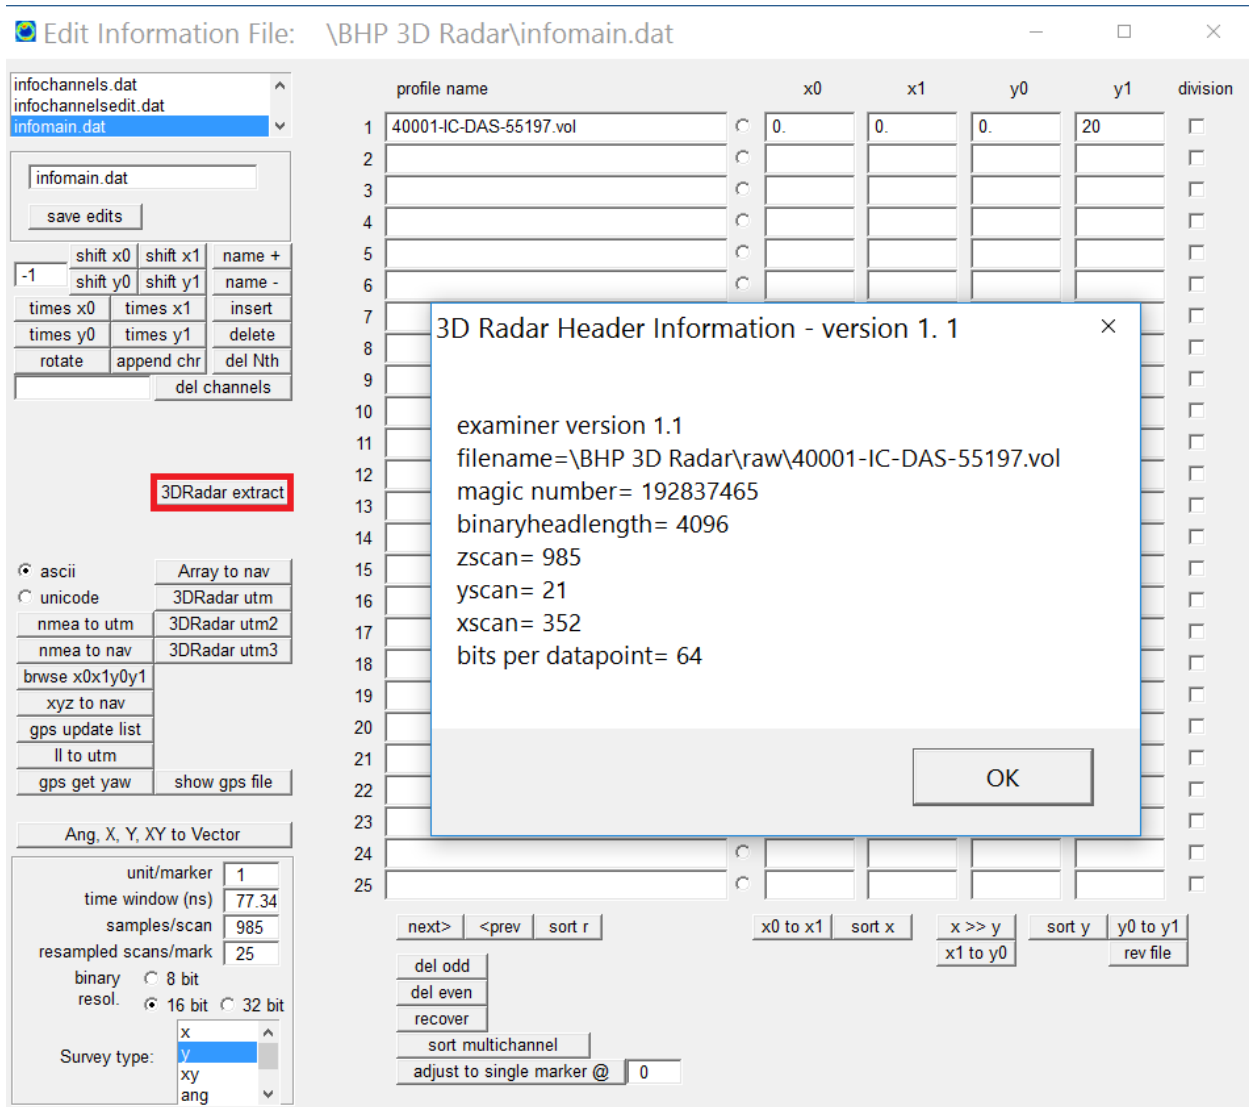 Edit Information File:    \BHP 3D Radar\infomain.dat
infochannels.dat
infochannelsedit.dat
infomain.dat
infomain.dat
save edits
shift x0 shift x1 name +
-1
shift y0 shift y1 name -
times x0 times x1 insert
times y0 times y1 delete
rotate append chr del Nth
del channels
3DRadar extract
ascii Array to nav
unicode 3DRadar utm
nmea to utm 3DRadar utm2
nmea to nav 3DRadar utm3
brwse x0x1y0y1
xyz to nav
gps update list
ll to utm
gps get yaw show gps file
Ang, X, Y, XY to Vector
unit/marker 1
time window (ns) 77.34
samples/scan 985
resampled scans/mark 25
binary 8 bit
resol. 16 bit 32 bit
Survey type:
x
y
xy
ang
profile name x0 x1 y0 y1 division
1 40001-IC-DAS-55197.vol 0. 0. 0. 20
2
3
4
5
6
7
8
9
10
11
12
13
14
15
16
17
18
19
20
21
22
23
24
25
3D Radar Header Information - version 1. 1
examiner version 1.1
filename=\BHP 3D Radar\raw\40001-IC-DAS-55197.vol
magic number= 192837465
binaryheadlength= 4096
zscan= 985
yscan= 21
xscan= 352
bits per datapoint= 64
OK
next> <prev sort r x0 to x1 sort x x >> y sort y y0 to y1
x1 to y0 rev file
del odd
del even
recover
sort multichannel
adjust to single marker @ 0